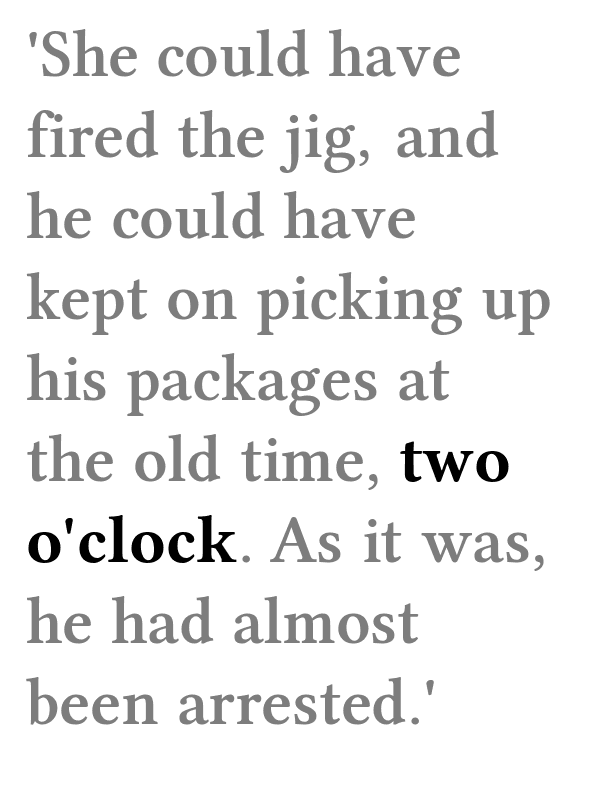 'She could have
fired the jig, and
he could have
kept on picking up
his packages at
the old time, two
o'clock. As it was,
he had almost
been arrested.'